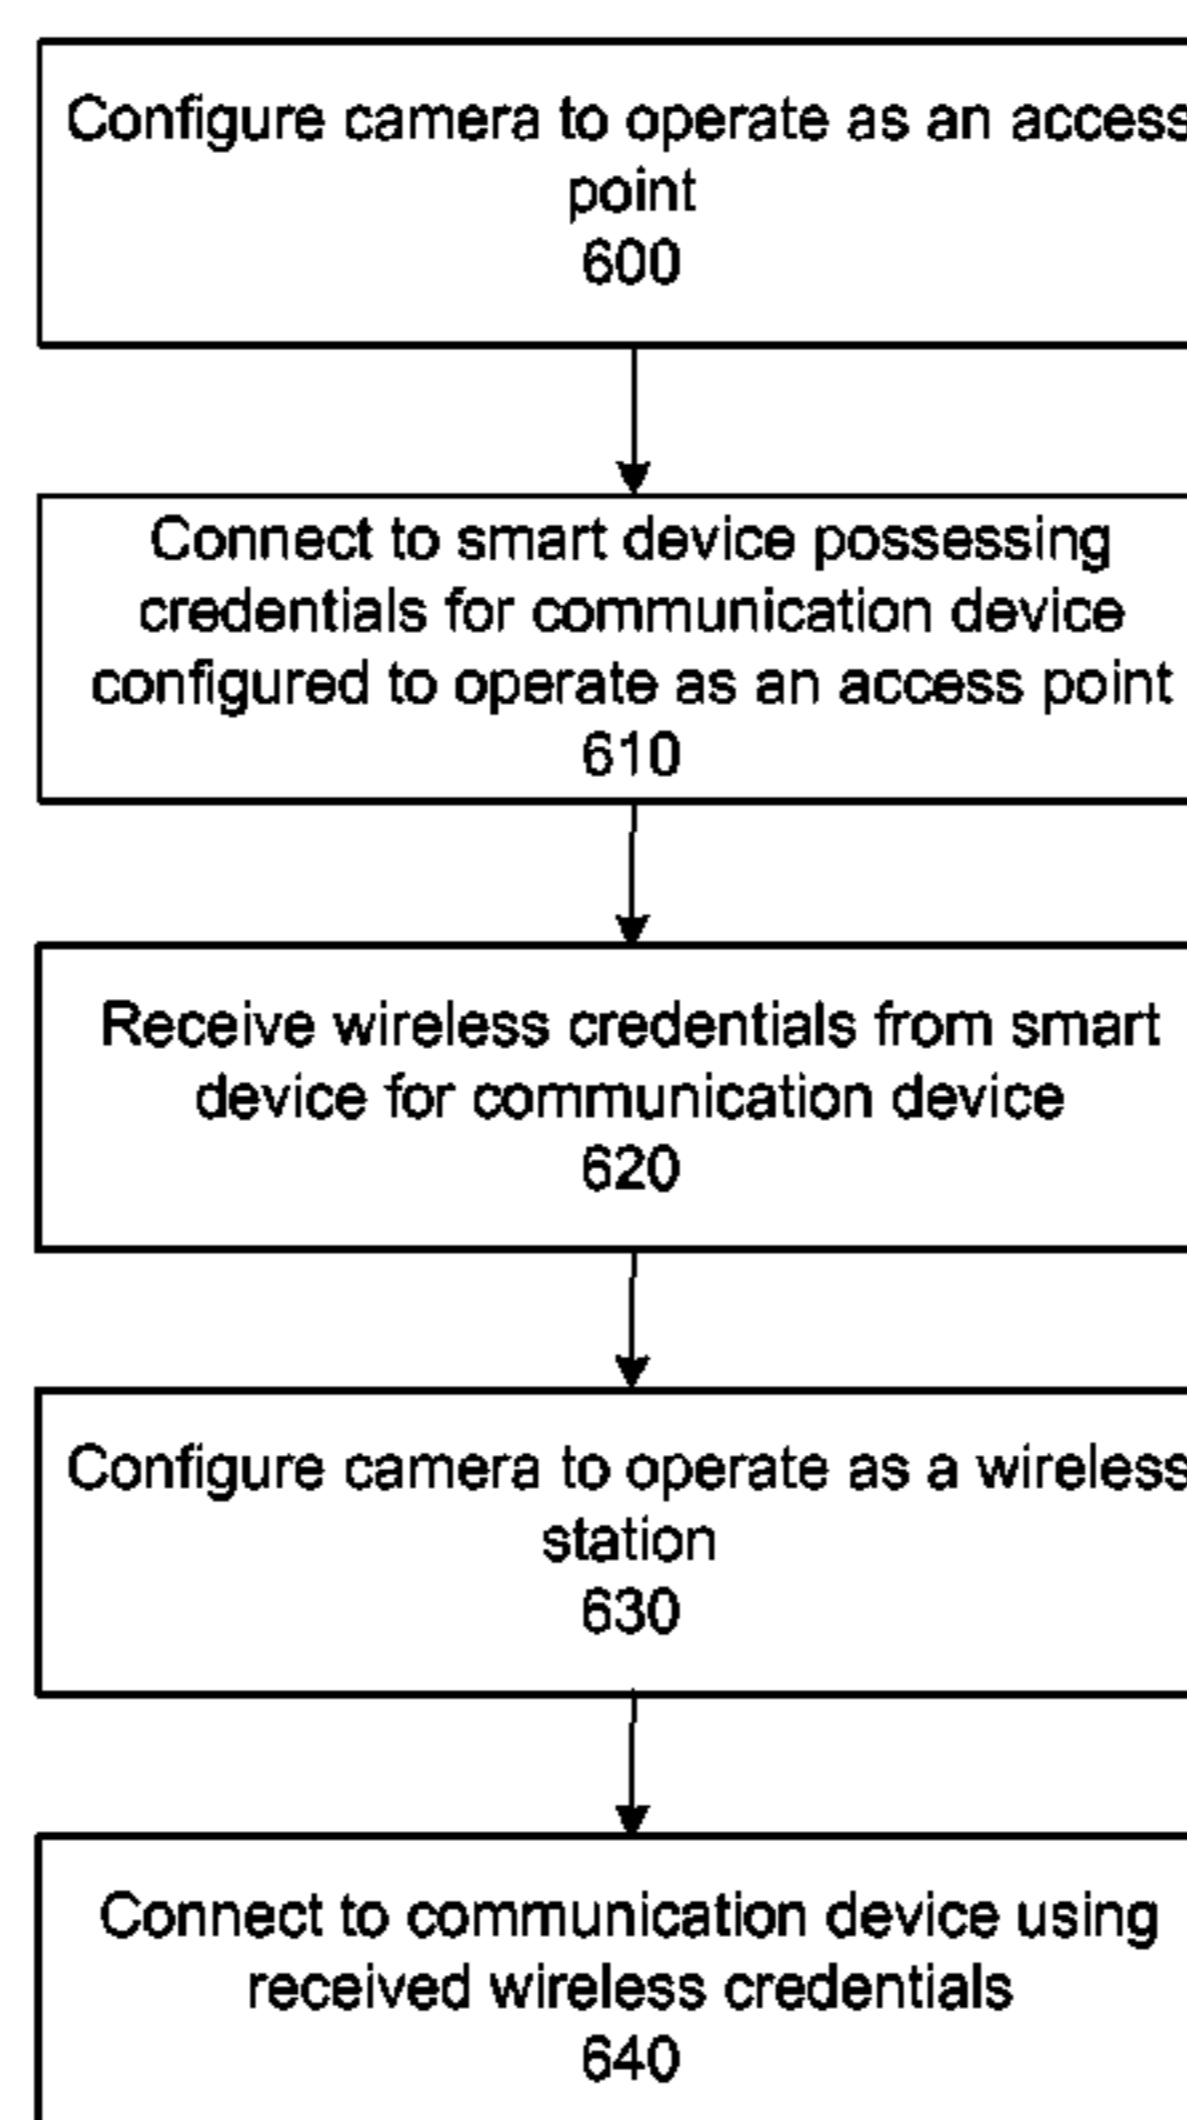 Configure camera to operate as an access
point
600
Connect to smart device possessing
credentials for communication device
configured to operate as an access point
610
Receive wireless credentials from smart
device for communication device
620
Configure camera to operate as a wireless
station
630
Connect to communication device using
received wireless credentials
640